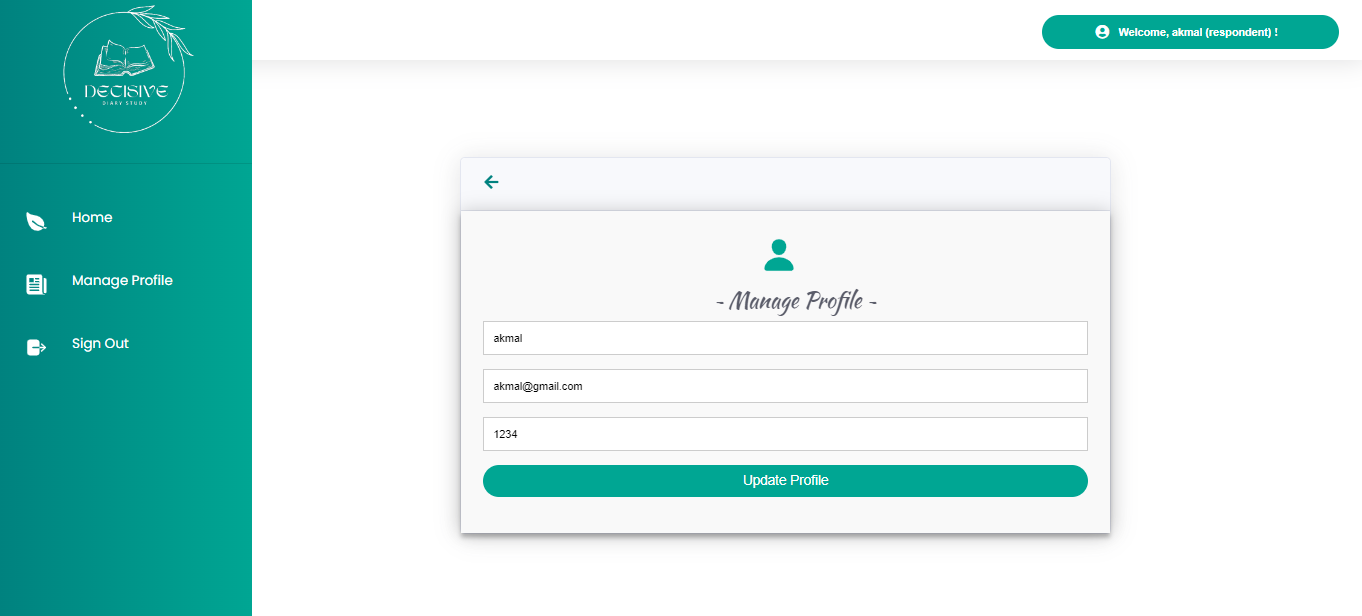 DECISIVE
DIARY STUDY
Welcome, akmal (respondent) !
Home
Manage Profile
Sign Out
~ Manage Profile ~
akmal
akmal@gmail.com
1234
Update Profile